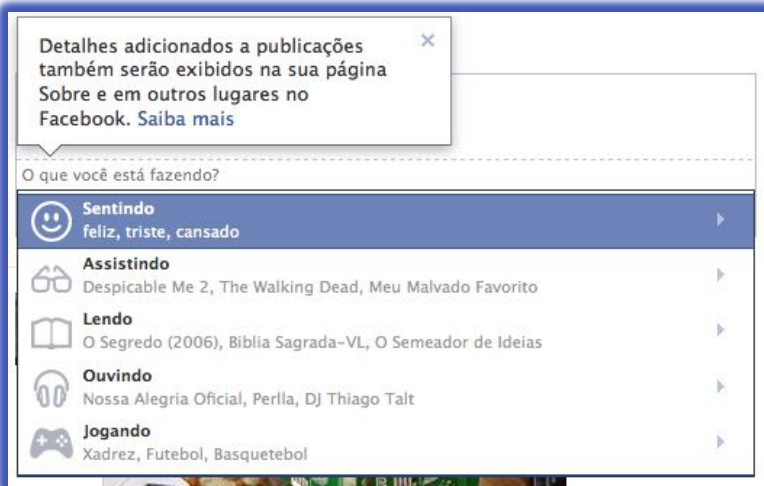 Detalhes adicionados a publicações
também serão exibidos na sua página
Sobre e em outros lugares no
Facebook. Saiba mais
O que você está fazendo?
Sentindo
feliz, triste, cansado
Assistindo
Despicable Me 2, The Walking Dead, Meu Malvado Favorito
Lendo
O Segredo (2006), Biblia Sagrada-VL, O Semeador de Ideias
Ouvindo
Nossa Alegria Oficial, Perlla, DJ Thiago Talt
Jogando
Xadrez, Futebol, Basquetebol